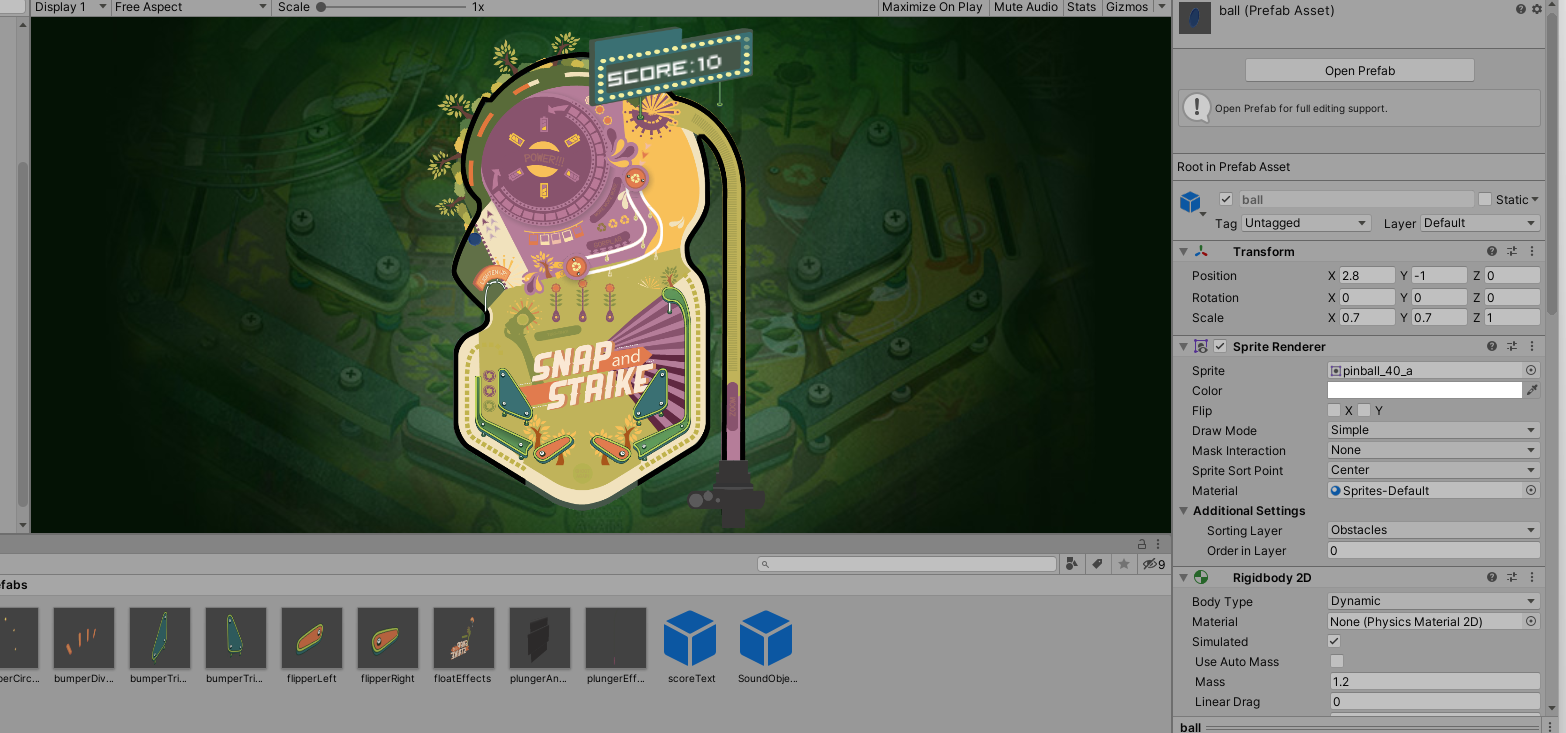 Display 1
Free Aspect
Scale
1x
Maximize On Play
Mute Audio
Stats
Gizmos
SCORE:10
POWER!!!
SNAP and
STRIKE
9
efabs
perCirc...
bumperDiv...
bumperTri...
bumperTri...
flipperLeft
flipperRight
floatEffects
plungerAn...
plungerEff...
scoreText
SoundObje...
ball (Prefab Asset)
Open Prefab
Open Prefab for full editing support.
Root in Prefab Asset
ball
Static
Tag Untagged Layer Default
Transform
Position X 2.8 Y -1 Z 0
Rotation X 0 Y 0 Z 0
Scale X 0.7 Y 0.7 Z 1
Sprite Renderer
Sprite pinball_40_a
Color
Flip X Y
Draw Mode Simple
Mask Interaction None
Sprite Sort Point Center
Material Sprites-Default
Additional Settings
Sorting Layer Obstacles
Order in Layer 0
Rigidbody 2D
Body Type Dynamic
Material None (Physics Material 2D)
Simulated
Use Auto Mass
Mass 1.2
Linear Drag 0
ball